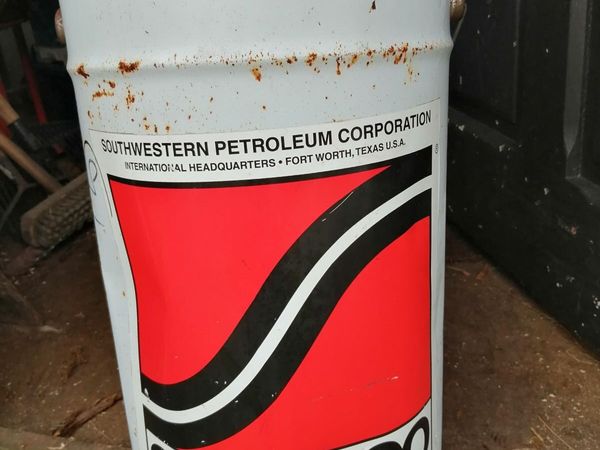 SOUTHWESTERN PETROLEUM CORPORATION
INTERNATIONAL HEADQUARTERS • FORT WORTH, TEXAS U.S.A.